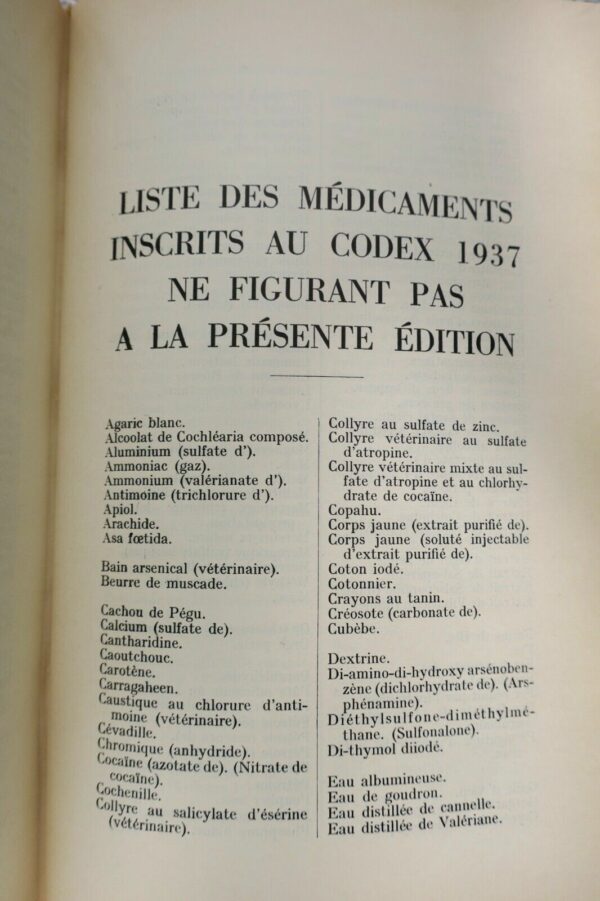 LISTE DES MÉDICAMENTS
INSCRITS AU CODEX 1937
NE FIGURANT PAS
A LA PRÉSENTE ÉDITION
Agaric blanc.
Alcoolat de Cochléaria composé.
Aluminium (sulfate d').
Ammoniac (gaz).
Ammonium (valérianate d').
Antimoine (trichlorure d').
Apiol.
Arachide.
Asa fœtida.
Bain arsenical (vétérinaire).
Beurre de muscade.
Cachou de Pégu.
Calcium (sulfate de).
Cantharidine.
Caoutchouc.
Carotène.
Carragaheen.
Caustique au chlorure d'anti-
moine (vétérinaire).
Cévadille.
Chromique (anhydride).
Cocaïne (azotate de). (Nitrate de
cocaïne).
Cochenille.
Collyre au salicylate d'ésérine
(vétérinaire).
Collyre au sulfate de zinc.
Collyre vétérinaire au sulfate
d'atropine.
Collyre vétérinaire mixte au sul-
fate d'atropine et au chlorhy-
drate de cocaïne.
Copahu.
Corps jaune (extrait purifié de).
Corps jaune (soluté injectable
d'extrait purifié de).
Coton iodé.
Cotonnier.
Crayons au tanin.
Créosote (carbonate de).
Cubèbe.
Dextrine.
Di-amino-di-hydroxy arsénoben-
zène (dichlorhydrate de). (Ars-
phénamine).
Diéthylsulfone-diméthylmé-
thane. (Sulfonalone).
Di-thymol diiodé.
Eau albumineuse.
Eau de goudron.
Eau distillée de cannelle.
Eau distillée de Valériane.